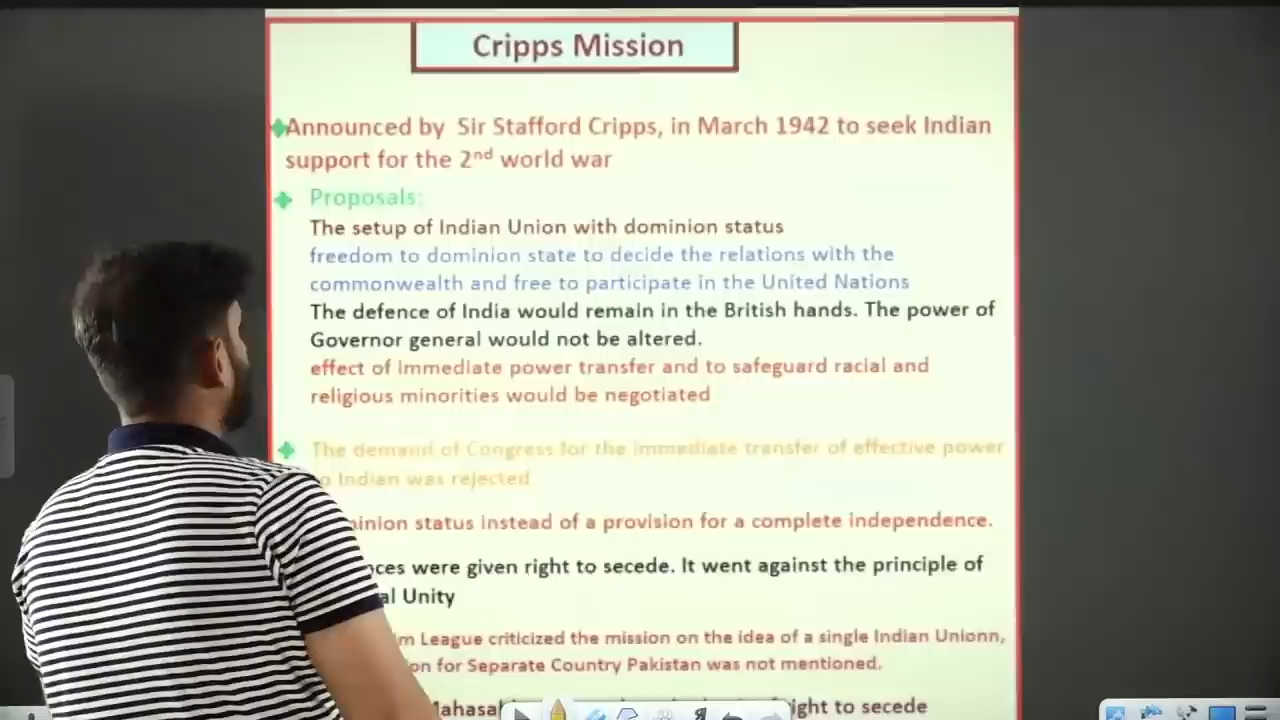 Cripps Mission
Announced by Sir Stafford Cripps, in March 1942 to seek Indian
support for the 2nd world war
Proposals:
The setup of Indian Union with dominion status
freedom to dominion state to decide the relations with the
commonwealth and free to participate in the United Nations
The defence of India would remain in the British hands. The power of
Governor general would not be altered.
effect of immediate power transfer and to safeguard racial and
religious minorities would be negotiated
The demand of Congress for the immediate transfer of effective power
Indian was rejected
status instead of a provision for a complete independence.
were given right to secede. It went against the principle of
Unity
League criticized the mission on the idea of a single Indian Unionn,
for Separate Country Pakistan was not mentioned.
right to secede